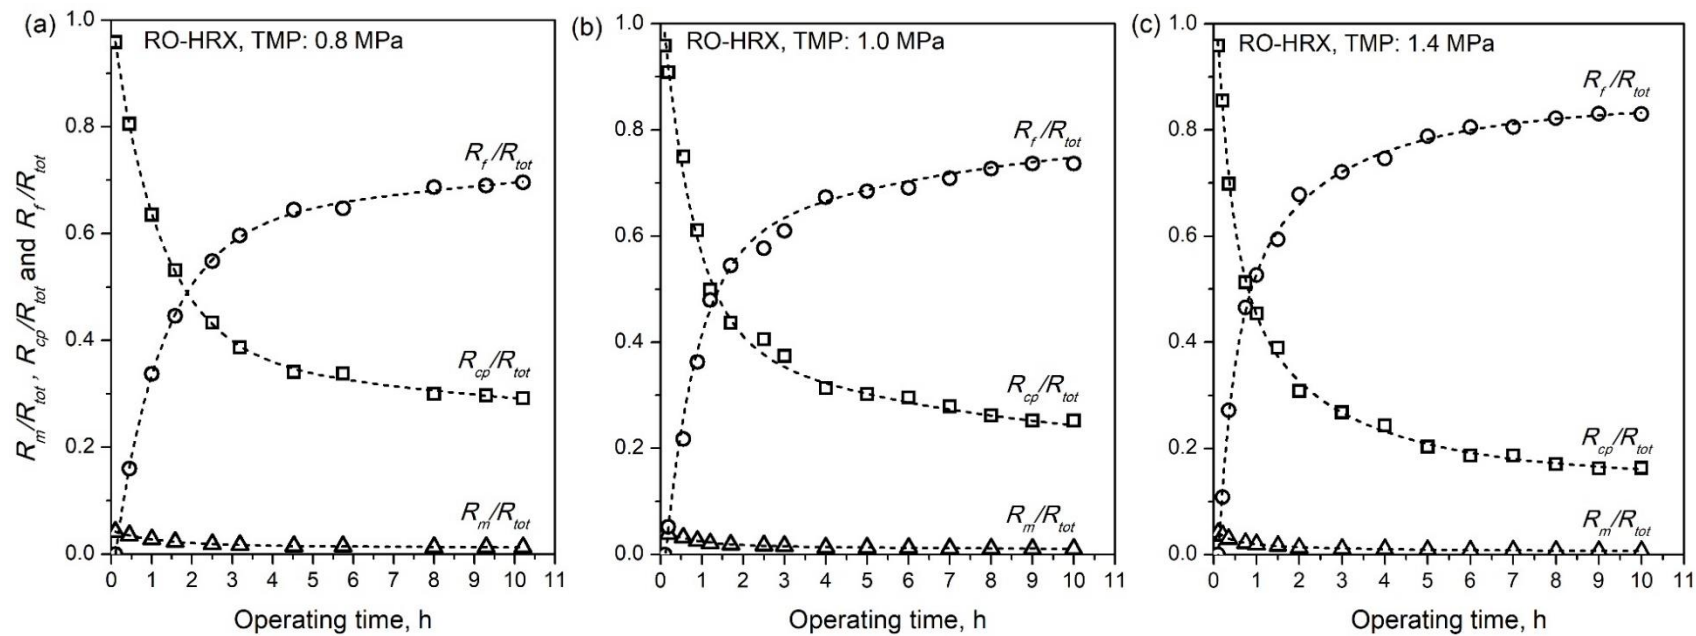 R_m/R_tot, R_cp/R_tot and R_f/R_tot
(a)
RO-HRX, TMP: 0.8 MPa
1.0
0.8
0.6
0.4
0.2
0.0
R_f/R_tot
R_cp/R_tot
R_m/R_tot
0 1 2 3 4 5 6 7 8 9 10 11
Operating time, h
(b)
RO-HRX, TMP: 1.0 MPa
1.0
0.8
0.6
0.4
0.2
0.0
R_f/R_tot
R_cp/R_tot
R_m/R_tot
0 1 2 3 4 5 6 7 8 9 10 11
Operating time, h
(c)
RO-HRX, TMP: 1.4 MPa
1.0
0.8
0.6
0.4
0.2
0.0
R_f/R_tot
R_cp/R_tot
R_m/R_tot
0 1 2 3 4 5 6 7 8 9 10 11
Operating time, h